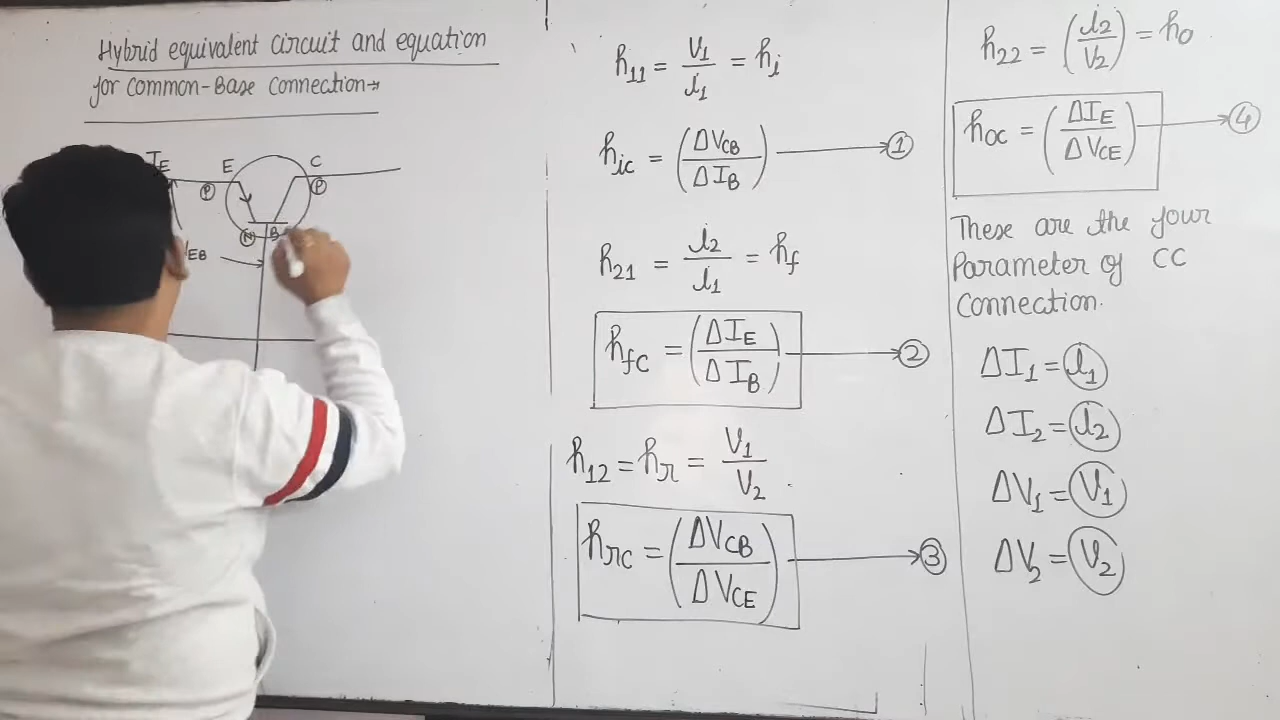 Hybrid equivalent circuit and equation
for Common-Base Connection→
IE
E
C
P
P
N
B
VEB
h11 = V1/i1 = hi
hic = (ΔVCB/ΔIB) → 1
h21 = i2/i1 = hf
hfc = (ΔIE/ΔIB) → 2
h12 = hr = V1/V2
hrc = (ΔVCB/ΔVCE) → 3
h22 = (i2/V2) = ho
hoc = (ΔIE/ΔVCE) → 4
These are the four
Parameter of CC
Connection.
ΔI1 = i1
ΔI2 = i2
ΔV1 = V1
ΔV2 = V2